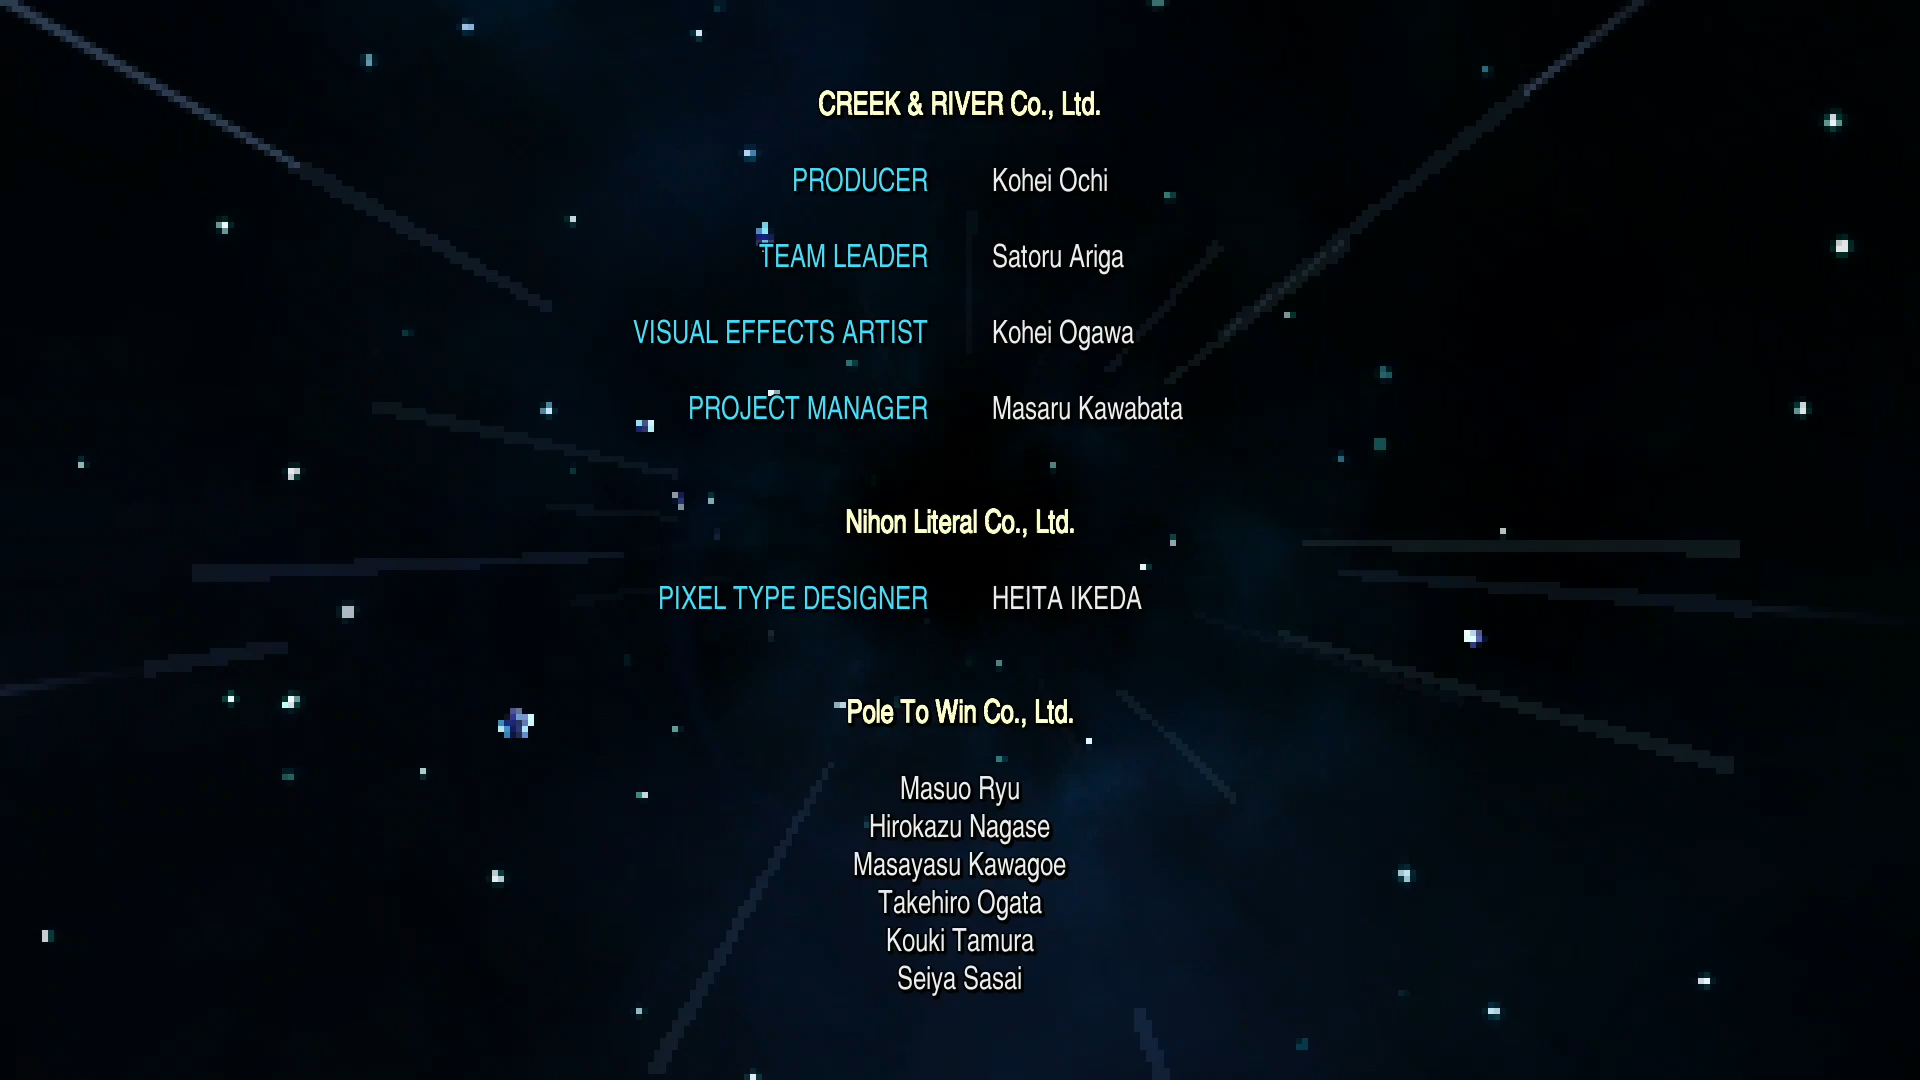 CREEK & RIVER Co., Ltd.
PRODUCER Kohei Ochi
TEAM LEADER Satoru Ariga
VISUAL EFFECTS ARTIST Kohei Ogawa
PROJECT MANAGER Masaru Kawabata
Nihon Literal Co., Ltd.
PIXEL TYPE DESIGNER HEITA IKEDA
Pole To Win Co., Ltd.
Masuo Ryu
Hirokazu Nagase
Masayasu Kawagoe
Takehiro Ogata
Kouki Tamura
Seiya Sasai